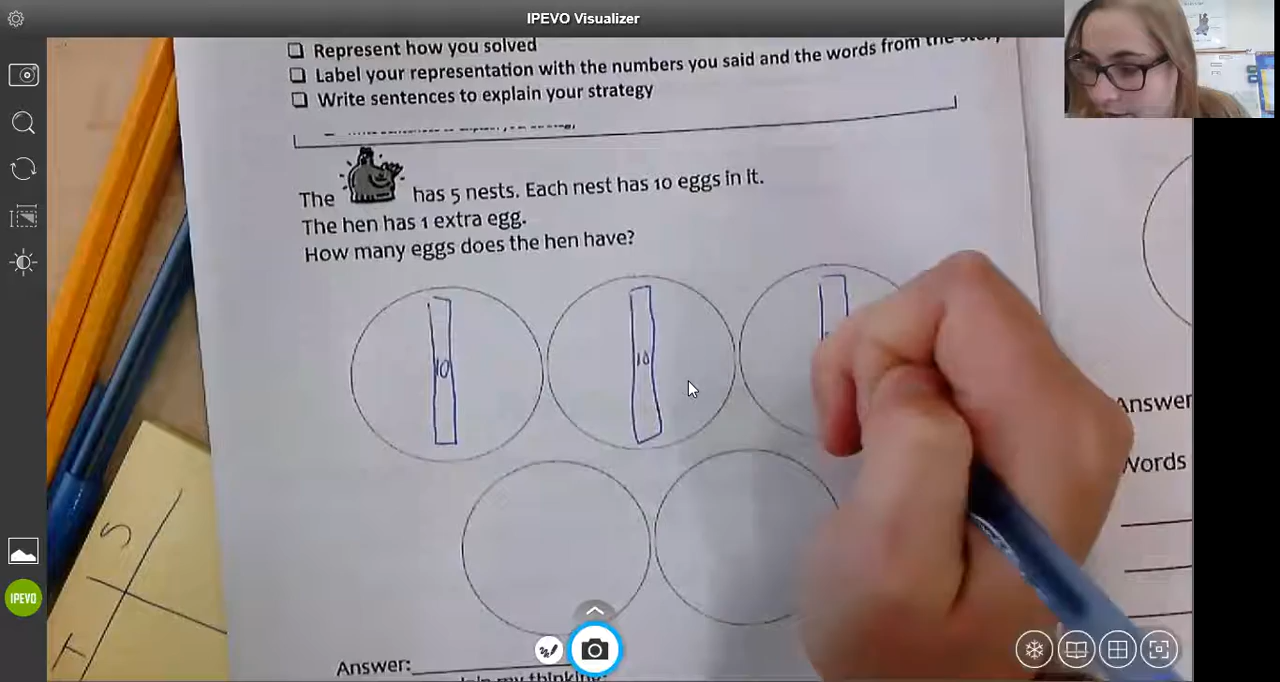 IPEVO Visualizer
Represent how you solved
Label your representation with the numbers you said and the words from the story
Write sentences to explain your strategy
The has 5 nests. Each nest has 10 eggs in it.
The hen has 1 extra egg.
How many eggs does the hen have?
10
10
Answer
Words
S
T
IPEVO
Answer:
my thinking